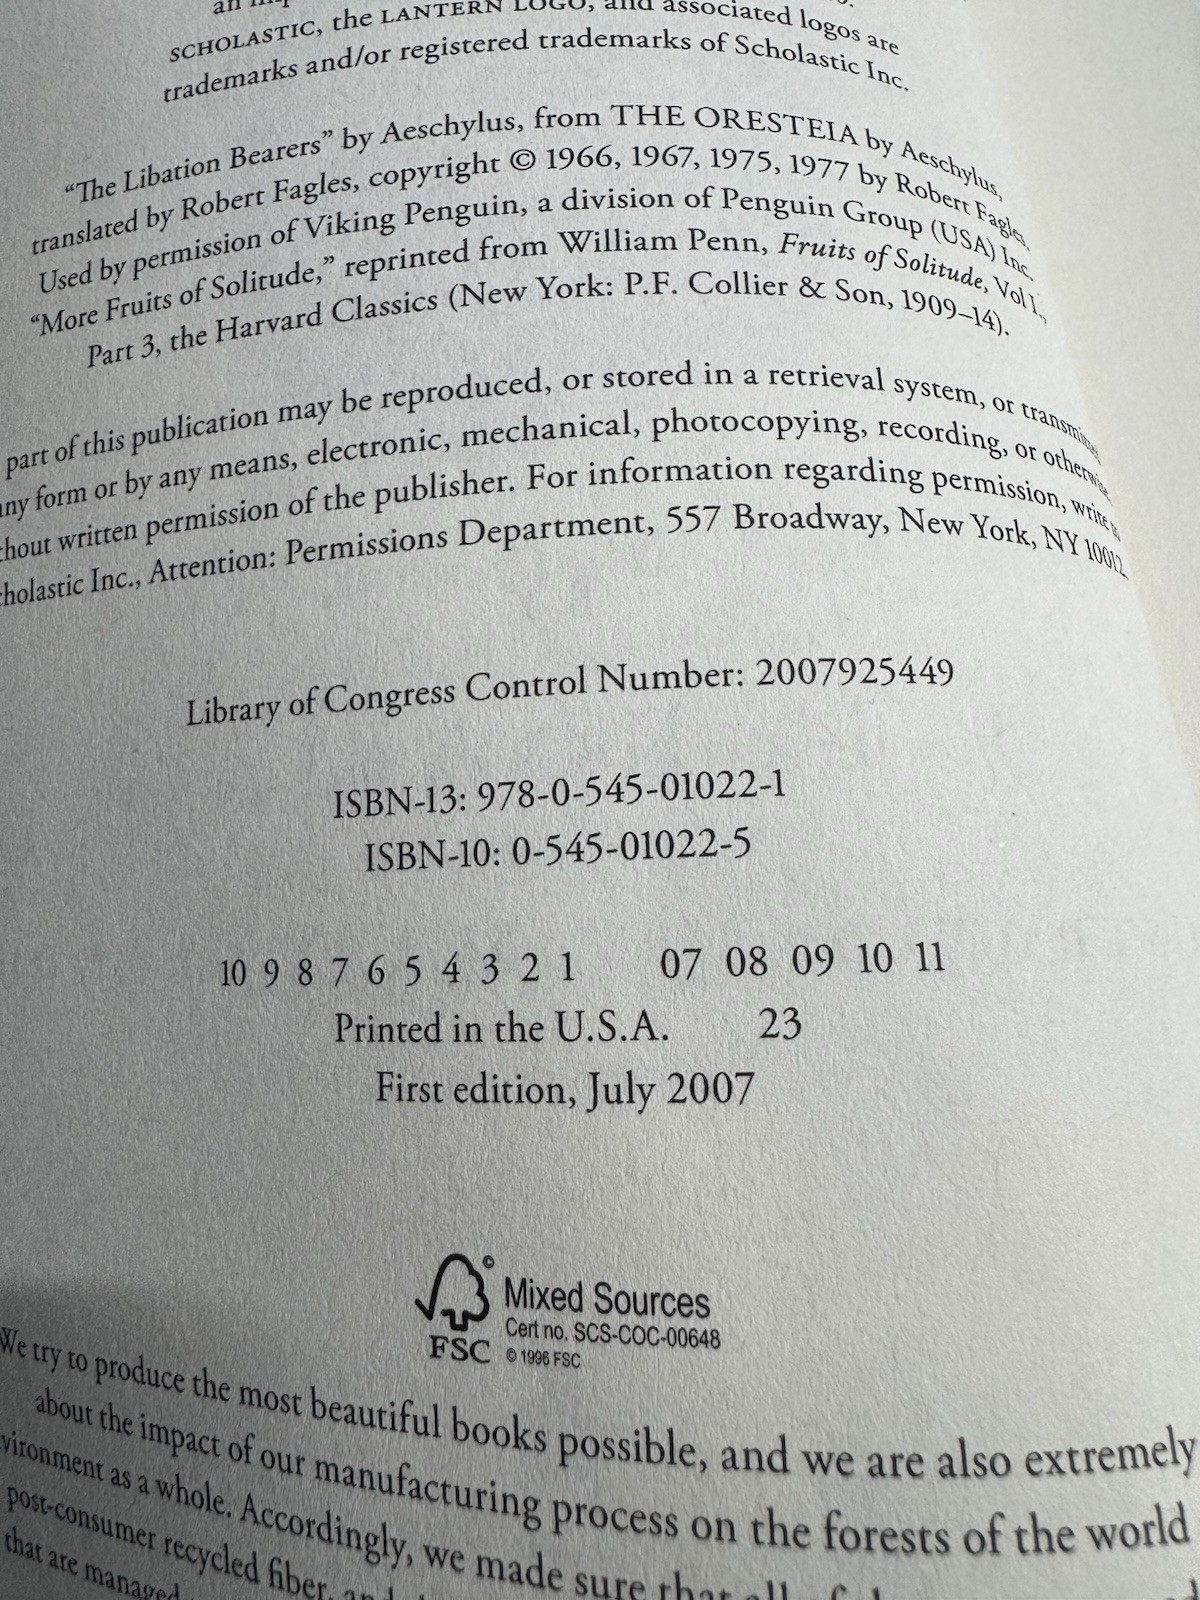 SCHOLASTIC, the LANTERN LOGO, and associated logos are
trademarks and/or registered trademarks of Scholastic Inc.
“The Libation Bearers” by Aeschylus, from THE ORESTEIA by Aeschylus,
translated by Robert Fagles, copyright © 1966, 1967, 1975, 1977 by Robert Fagles.
Used by permission of Viking Penguin, a division of Penguin Group (USA) Inc.
“More Fruits of Solitude,” reprinted from William Penn, Fruits of Solitude, Vol I.,
Part 3, the Harvard Classics (New York: P.F. Collier & Son, 1909–14).
part of this publication may be reproduced, or stored in a retrieval system, or
any form or by any means, electronic, mechanical, photocopying, recording, or
thout written permission of the publisher. For information regarding permission, write to
cholastic Inc., Attention: Permissions Department, 557 Broadway, New York, NY 10012.
Library of Congress Control Number: 2007925449
ISBN-13: 978-0-545-01022-1
ISBN-10: 0-545-01022-5
10 9 8 7 6 5 4 3 2 1 07 08 09 10 11
Printed in the U.S.A. 23
First edition, July 2007
FSC © Mixed Sources
Cert no. SCS-COC-00648
© 1996 FSC
We try to produce the most beautiful books possible, and we are also extremely
about the impact of our manufacturing process on the forests of the world
vironment as a whole. Accordingly, we made sure that all of
post-consumer recycled fiber,
that are managed